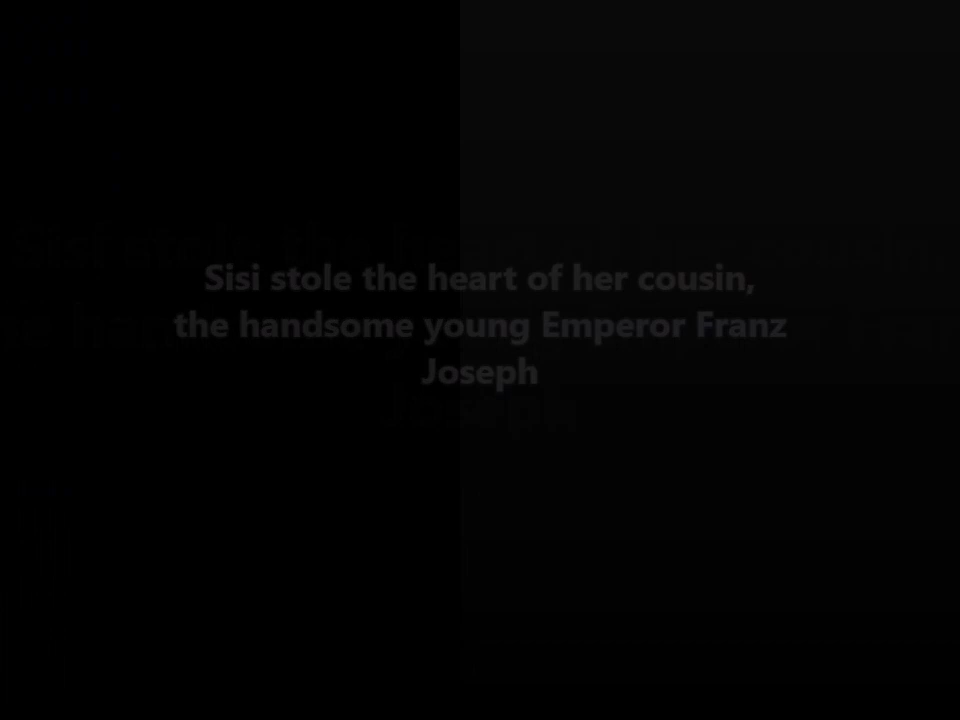 Sisi stole the heart of her cousin,
the handsome young Emperor Franz
Joseph